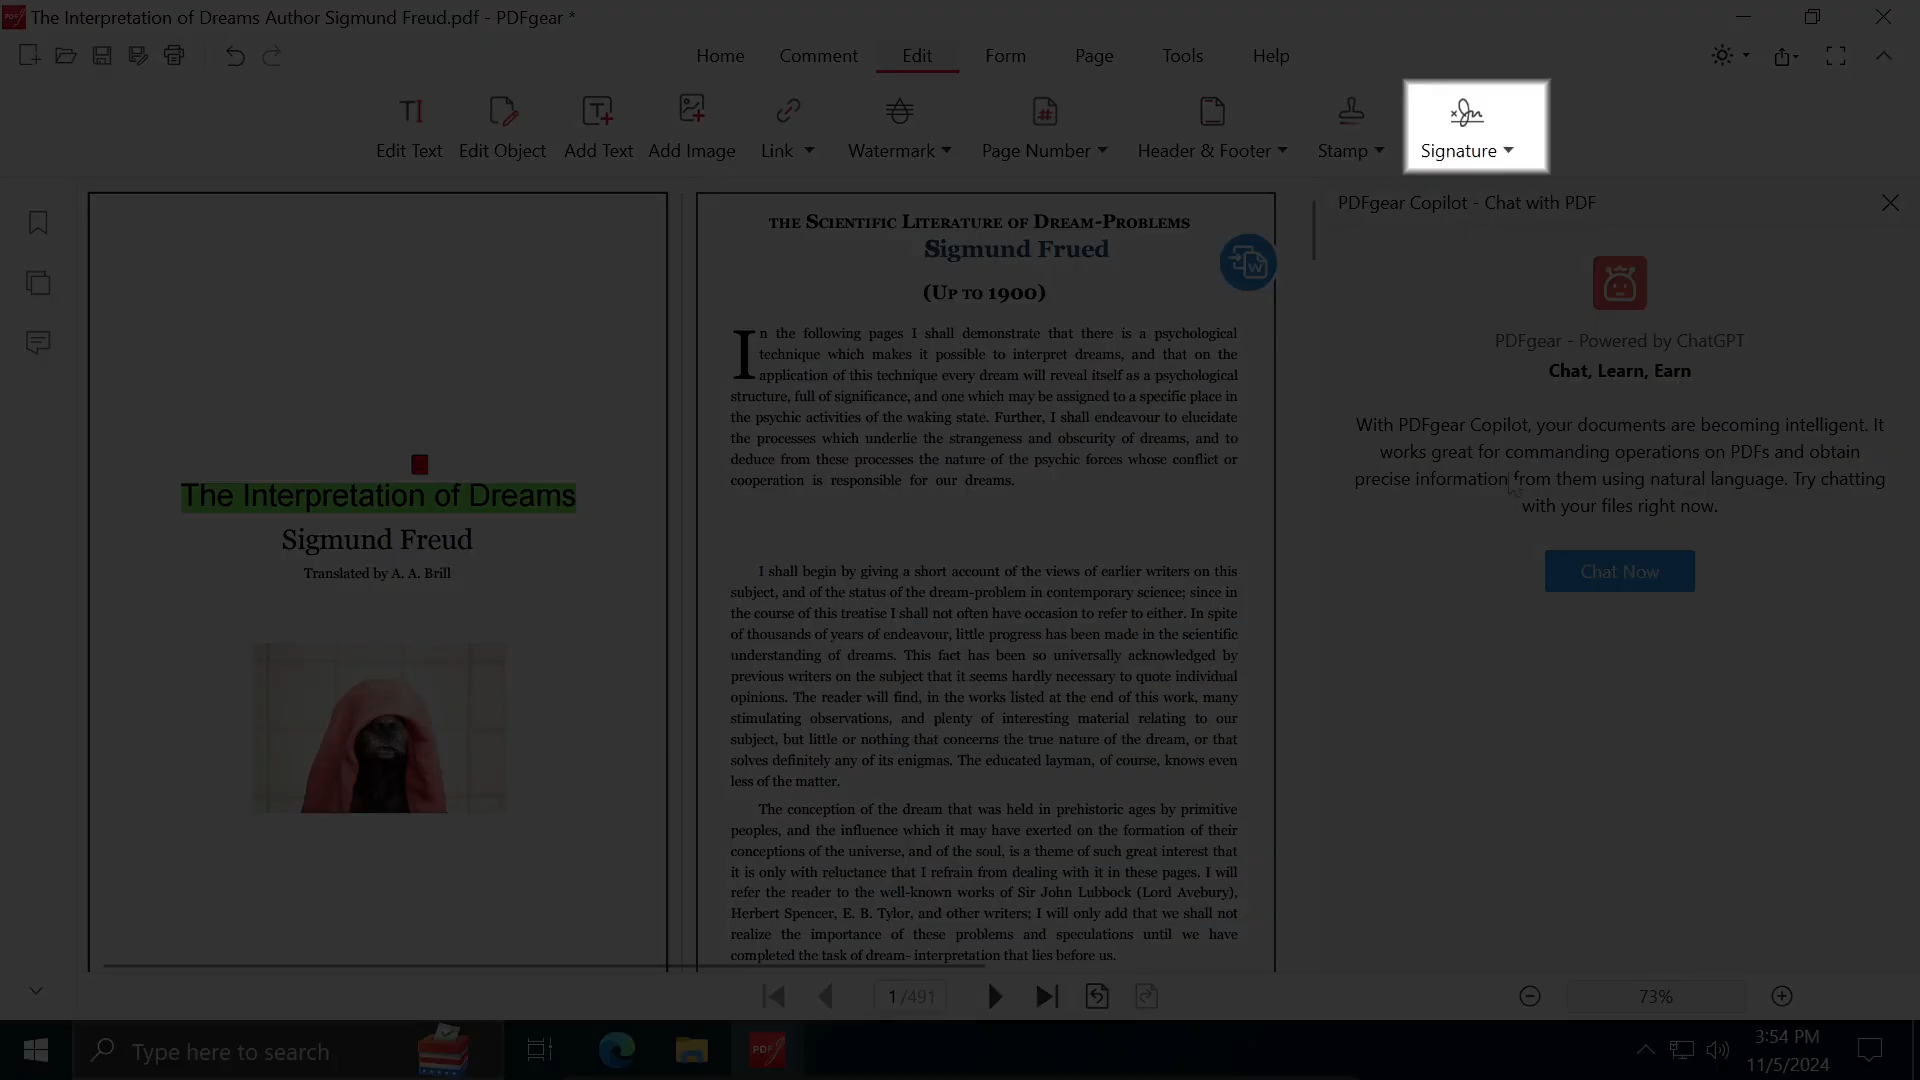 The Interpretation of Dreams Author Sigmund Freud.pdf - PDFgear *
Home Comment Edit Form Page Tools Help
Edit Text Edit Object Add Text Add Image Link Watermark Page Number Header & Footer Stamp Signature
The Interpretation of Dreams
Sigmund Freud
Translated by A. A. Brill
THE SCIENTIFIC LITERATURE OF DREAM-PROBLEMS
Sigmund Frued
(UP TO 1900)
In the following pages I shall demonstrate that there is a psychological
technique which makes it possible to interpret dreams, and that on the
application of this technique every dream will reveal itself as a psychological
structure, full of significance, and one which may be assigned to a specific place in
the psychic activities of the waking state. Further, I shall endeavour to elucidate
the processes which underlie the strangeness and obscurity of dreams, and to
deduce from these processes the nature of the psychic forces whose conflict or
cooperation is responsible for our dreams.
I shall begin by giving a short account of the views of earlier writers on this
subject, and of the status of the dream-problem in contemporary science; since in
the course of this treatise I shall not often have occasion to refer to either. In spite
of thousands of years of endeavour, little progress has been made in the scientific
understanding of dreams. This fact has been so universally acknowledged by
previous writers on the subject that it seems hardly necessary to quote individual
opinions. The reader will find, in the works listed at the end of this work, many
stimulating observations, and plenty of interesting material relating to our
subject, but little or nothing that concerns the true nature of the dream, or that
solves definitely any of its enigmas. The educated layman, of course, knows even
less of the matter.
The conception of the dream that was held in prehistoric ages by primitive
peoples, and the influence which it may have exerted on the formation of their
conceptions of the universe, and of the soul, is a theme of such great interest that
it is only with reluctance that I refrain from dealing with it in these pages. I will
refer the reader to the well-known works of Sir John Lubbock (Lord Avebury),
Herbert Spencer, E. B. Tylor, and other writers; I will only add that we shall not
realize the importance of these problems and speculations until we have
completed the task of dream- interpretation that lies before us.
PDFgear Copilot - Chat with PDF
PDFgear - Powered by ChatGPT
Chat, Learn, Earn
With PDFgear Copilot, your documents are becoming intelligent. It
works great for commanding operations on PDFs and obtain
precise information from them using natural language. Try chatting
with your files right now.
Chat Now
1 /491
73%
Type here to search
PDF
3:54 PM
11/5/2024